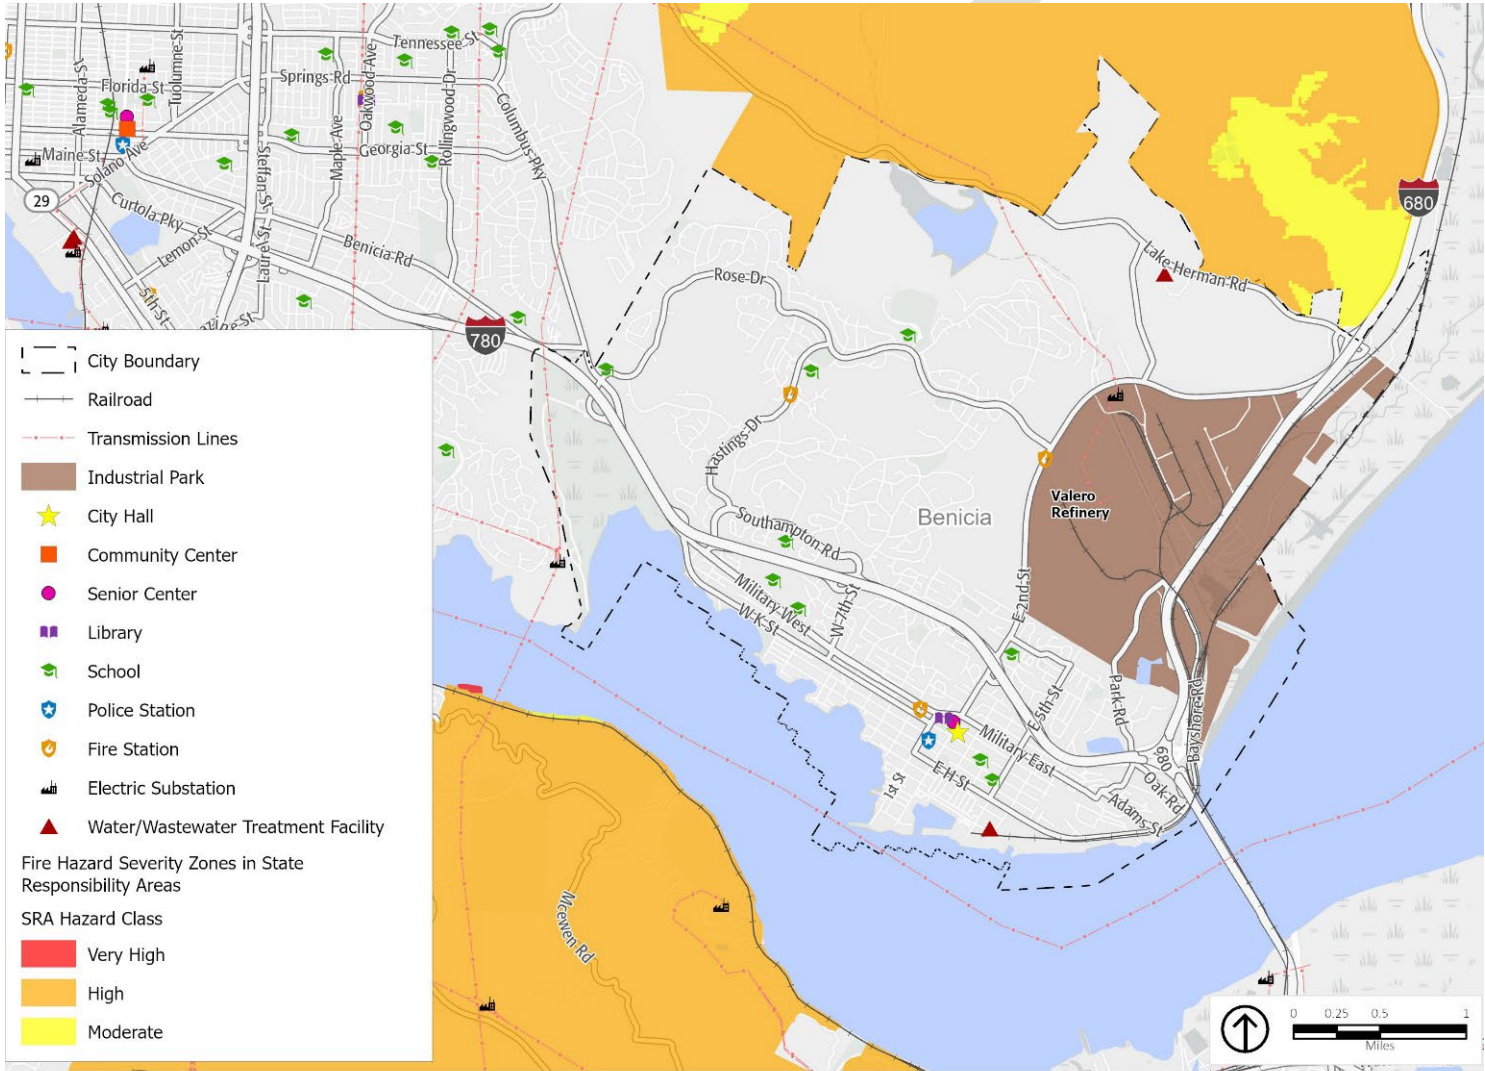 Tennessee St
Tuolumne St
Alameda St
Florida St
Springs Rd
Oakwood Ave
Rollingwood Dr
Columbus Pky
Maple Ave
Georgia St
Maine St
Solano Ave
Steffan St
Laurel St
29
Curtola Pky
Lemon St
Benicia Rd
5th St
780
680
Lake Herman Rd
Rose Dr
Hastings Dr
Southampton Rd
Benicia
Valero
Refinery
E 2nd St
Military West
W K St
W 7th St
E 5th St
Park Rd
Bayshore Rd
680
Military East
E H St
1st St
Oak Rd
Adams St
Mcewen Rd
City Boundary
Railroad
Transmission Lines
Industrial Park
City Hall
Community Center
Senior Center
Library
School
Police Station
Fire Station
Electric Substation
Water/Wastewater Treatment Facility
Fire Hazard Severity Zones in State
Responsibility Areas
SRA Hazard Class
Very High
High
Moderate
0 0.25 0.5 1
Miles